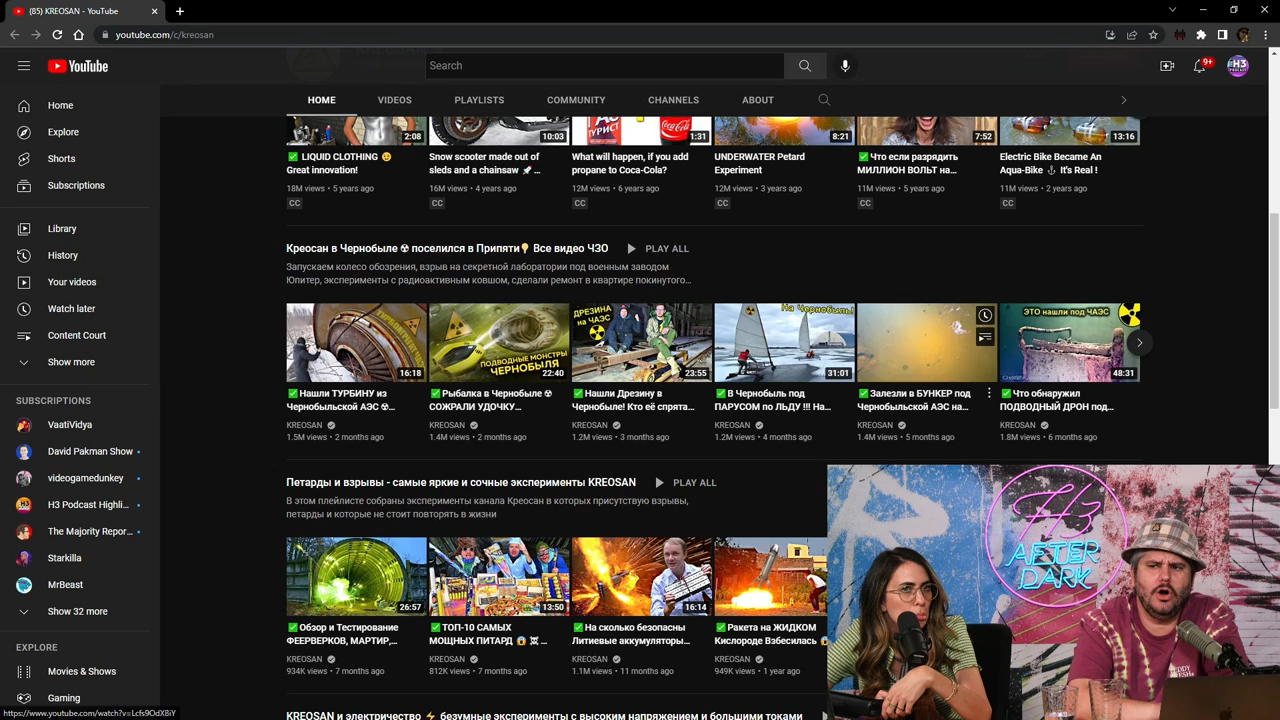 (85) KREOSAN - YouTube
youtube.com/c/kreosan
YouTube
Search
9+
HOME
VIDEOS
PLAYLISTS
COMMUNITY
CHANNELS
ABOUT
Home
Explore
Shorts
Subscriptions
Library
History
Your videos
Watch later
Content Court
Show more
SUBSCRIPTIONS
VaatiVidya
David Pakman Show
videogamedunkey
H3 Podcast Highli...
The Majority Repor...
Starkilla
MrBeast
Show 32 more
EXPLORE
Movies & Shows
Gaming
https://www.youtube.com/watch?v=Lcfs9OdXBiY
2:08
10:03
1:31
8:21
7:52
13:16
✅ LIQUID CLOTHING 😉
Great innovation!
18M views • 5 years ago
CC
Snow scooter made out of
sleds and a chainsaw 🚀 ...
16M views • 4 years ago
CC
What will happen, if you add
propane to Coca-Cola?
12M views • 6 years ago
CC
UNDERWATER Petard
Experiment
12M views • 3 years ago
CC
✅ Что если разрядить
МИЛЛИОН ВОЛЬТ на...
11M views • 5 years ago
CC
Electric Bike Became An
Aqua-Bike ⚓ It's Real !
11M views • 2 years ago
CC
Креосан в Чернобыле ☢ поселился в Припяти👇 Все видео ЧЗО
PLAY ALL
Запускаем колесо обозрения, взрыв на секретной лаборатории под военным заводом
Юпитер, эксперименты с радиоактивным ковшом, сделали ремонт в квартире покинутого...
16:18
ПОДВОДНЫЕ МОНСТРЫ
ЧЕРНОБЫЛЯ
22:40
ДРЕЗИНА
на ЧАЭС
23:55
На Чернобыль!
31:01
ЭТО нашли под ЧАЭС
48:31
✅Нашли ТУРБИНУ из
Чернобыльской АЭС ☢...
KREOSAN
1.5M views • 2 months ago
✅Рыбалка в Чернобыле ☢
СОЖРАЛИ УДОЧКУ...
KREOSAN
1.4M views • 2 months ago
✅Нашли Дрезину в
Чернобыле! Кто её спрята...
KREOSAN
1.2M views • 3 months ago
✅В Чернобыль под
ПАРУСОМ по ЛЬДУ !!! На...
KREOSAN
1.2M views • 4 months ago
✅Залезли в БУНКЕР под
Чернобыльской АЭС на...
KREOSAN
1.4M views • 5 months ago
✅Что обнаружил
ПОДВОДНЫЙ ДРОН под...
KREOSAN
1.8M views • 6 months ago
Петарды и взрывы - самые яркие и сочные эксперименты KREOSAN
PLAY ALL
В этом плейлисте собраны эксперименты канала Креосан в которых присутствую взрывы,
петарды и которые не стоит повторять в жизни
26:57
13:50
16:14
✅Обзор и Тестирование
ФЕЕРВЕРКОВ, МАРТИР,...
KREOSAN
934K views • 7 months ago
✅ТОП-10 САМЫХ
МОЩНЫХ ПИТАРД 😱 ☠ ...
KREOSAN
812K views • 7 months ago
✅На сколько безопасны
Литиевые аккумуляторы...
KREOSAN
1.1M views • 11 months ago
✅Ракета на ЖИДКОМ
Кислороде Взбесилась 😱
KREOSAN
949K views • 1 year ago
KREOSAN и электричество ⚡ безумные эксперименты с высоким напряжением и большими токами
H3
AFTER
DARK